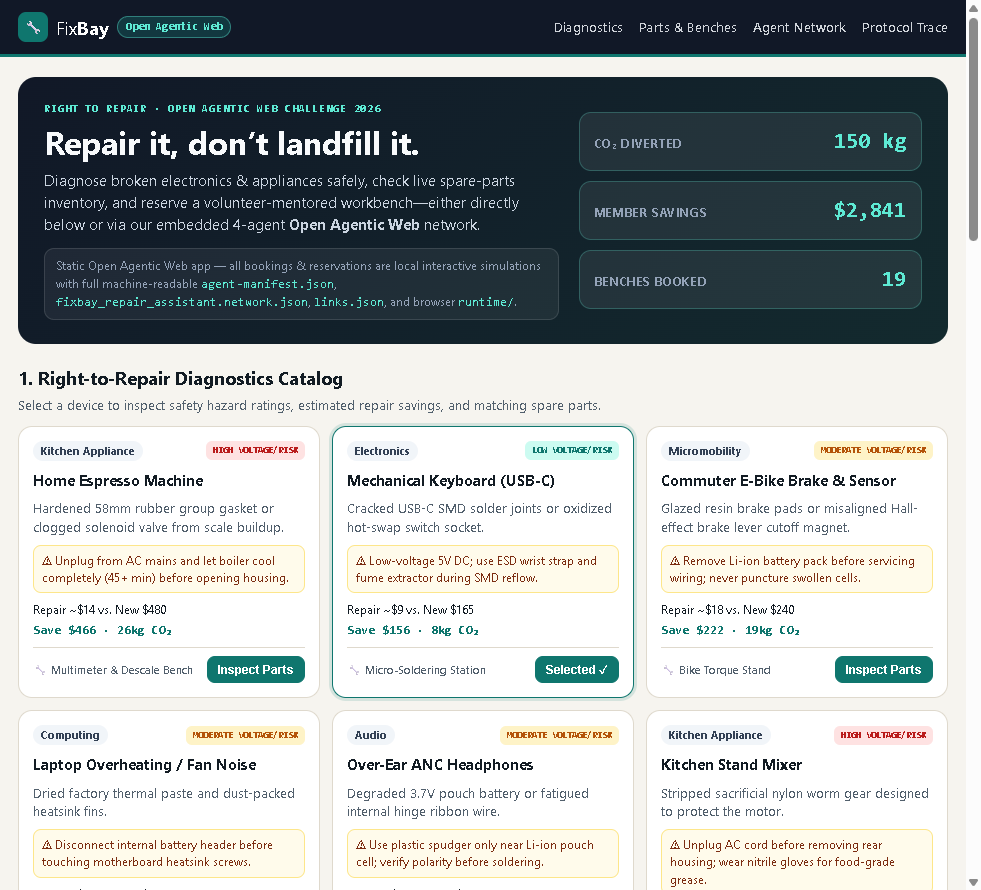 FixBay Open Agentic Web
Diagnostics Parts & Benches Agent Network Protocol Trace
RIGHT TO REPAIR · OPEN AGENTIC WEB CHALLENGE 2026
Repair it, don’t landfill it.
Diagnose broken electronics & appliances safely, check live spare-parts
inventory, and reserve a volunteer-mentored workbench—either directly
below or via our embedded 4-agent Open Agentic Web network.
Static Open Agentic Web app — all bookings & reservations are local interactive simulations
with full machine-readable agent-manifest.json,
fixbay_repair_assistant.network.json, links.json, and browser runtime/.
CO₂ DIVERTED 150 kg
MEMBER SAVINGS $2,841
BENCHES BOOKED 19
1. Right-to-Repair Diagnostics Catalog
Select a device to inspect safety hazard ratings, estimated repair savings, and matching spare parts.
Kitchen Appliance HIGH VOLTAGE/RISK
Home Espresso Machine
Hardened 58mm rubber group gasket or
clogged solenoid valve from scale buildup.
⚠ Unplug from AC mains and let boiler cool
completely (45+ min) before opening housing.
Repair ~$14 vs. New $480
Save $466 · 26kg CO₂
Multimeter & Descale Bench Inspect Parts
Electronics LOW VOLTAGE/RISK
Mechanical Keyboard (USB-C)
Cracked USB-C SMD solder joints or oxidized
hot-swap switch socket.
⚠ Low-voltage 5V DC; use ESD wrist strap and
fume extractor during SMD reflow.
Repair ~$9 vs. New $165
Save $156 · 8kg CO₂
Micro-Soldering Station Selected ✓
Micromobility MODERATE VOLTAGE/RISK
Commuter E-Bike Brake & Sensor
Glazed resin brake pads or misaligned Hall-
effect brake lever cutoff magnet.
⚠ Remove Li-ion battery pack before servicing
wiring; never puncture swollen cells.
Repair ~$18 vs. New $240
Save $222 · 19kg CO₂
Bike Torque Stand Inspect Parts
Computing MODERATE VOLTAGE/RISK
Laptop Overheating / Fan Noise
Dried factory thermal paste and dust-packed
heatsink fins.
⚠ Disconnect internal battery header before
touching motherboard heatsink screws.
Audio MODERATE VOLTAGE/RISK
Over-Ear ANC Headphones
Degraded 3.7V pouch battery or fatigued
internal hinge ribbon wire.
⚠ Use plastic spudger only near Li-ion pouch
cell; verify polarity before soldering.
Kitchen Appliance HIGH VOLTAGE/RISK
Kitchen Stand Mixer
Stripped sacrificial nylon worm gear designed
to protect the motor.
⚠ Unplug AC cord before removing rear
housing; wear nitrile gloves for food-grade
grease.